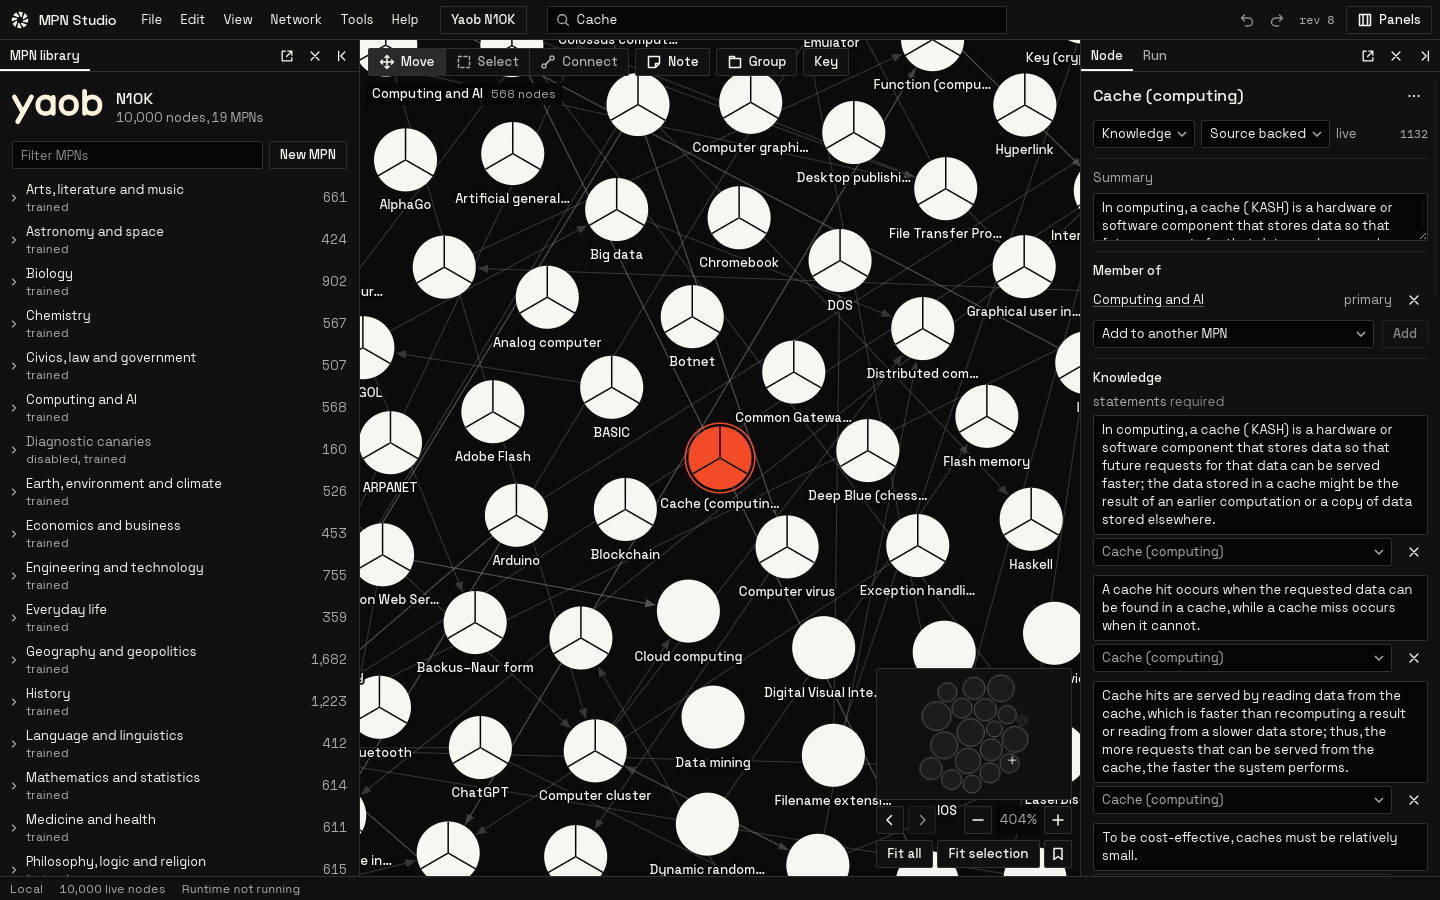 MPN Studio File Edit View Network Tools Help Yaob N10K Cache rev 8 Panels
MPN library
yaob
N10K
10,000 nodes, 19 MPNs
Filter MPNs
New MPN
Arts, literature and music
trained
661
Astronomy and space
trained
424
Biology
trained
902
Chemistry
trained
567
Civics, law and government
trained
507
Computing and AI
trained
568
Diagnostic canaries
disabled, trained
160
Earth, environment and climate
trained
526
Economics and business
trained
453
Engineering and technology
trained
755
Everyday life
trained
359
Geography and geopolitics
trained
1,682
History
trained
1,223
Language and linguistics
trained
412
Mathematics and statistics
trained
614
Medicine and health
trained
611
Philosophy, logic and religion
615
Move Select Connect Note Group Key
Computing and AI 568 nodes
Emulator
Function (compu...
Key (cryp
Computer graphi...
Hyperlink
Desktop publishi...
AlphaGo
Artificial general...
File Transfer Pro...
Inter
Big data
Chromebook
ur...
DOS
Graphical user in...
Analog computer
Botnet
Distributed com...
GOL
Common Gatewa...
BASIC
Adobe Flash
Flash memory
ARPANET
Cache (computin...
Deep Blue (chess...
Blockchain
Arduino
Haskell
Computer virus
Exception handli...
on Web Ser...
Cloud computing
Backus–Naur form
Digital Visual Inte...
uetooth
Data mining
ChatGPT
Computer cluster
Filename extensi...
IOS
LaserDisc
e in...
Dynamic random...
404%
Fit all
Fit selection
Node Run
Cache (computing)
Knowledge Source backed live 1132
Summary
In computing, a cache ( KASH) is a hardware or
software component that stores data so that
Member of
Computing and AI primary
Add to another MPN Add
Knowledge
statements required
In computing, a cache ( KASH) is a hardware or
software component that stores data so that
future requests for that data can be served
faster; the data stored in a cache might be the
result of an earlier computation or a copy of data
stored elsewhere.
Cache (computing)
A cache hit occurs when the requested data can
be found in a cache, while a cache miss occurs
when it cannot.
Cache (computing)
Cache hits are served by reading data from the
cache, which is faster than recomputing a result
or reading from a slower data store; thus, the
more requests that can be served from the
cache, the faster the system performs.
Cache (computing)
To be cost-effective, caches must be relatively
small.
Local 10,000 live nodes Runtime not running